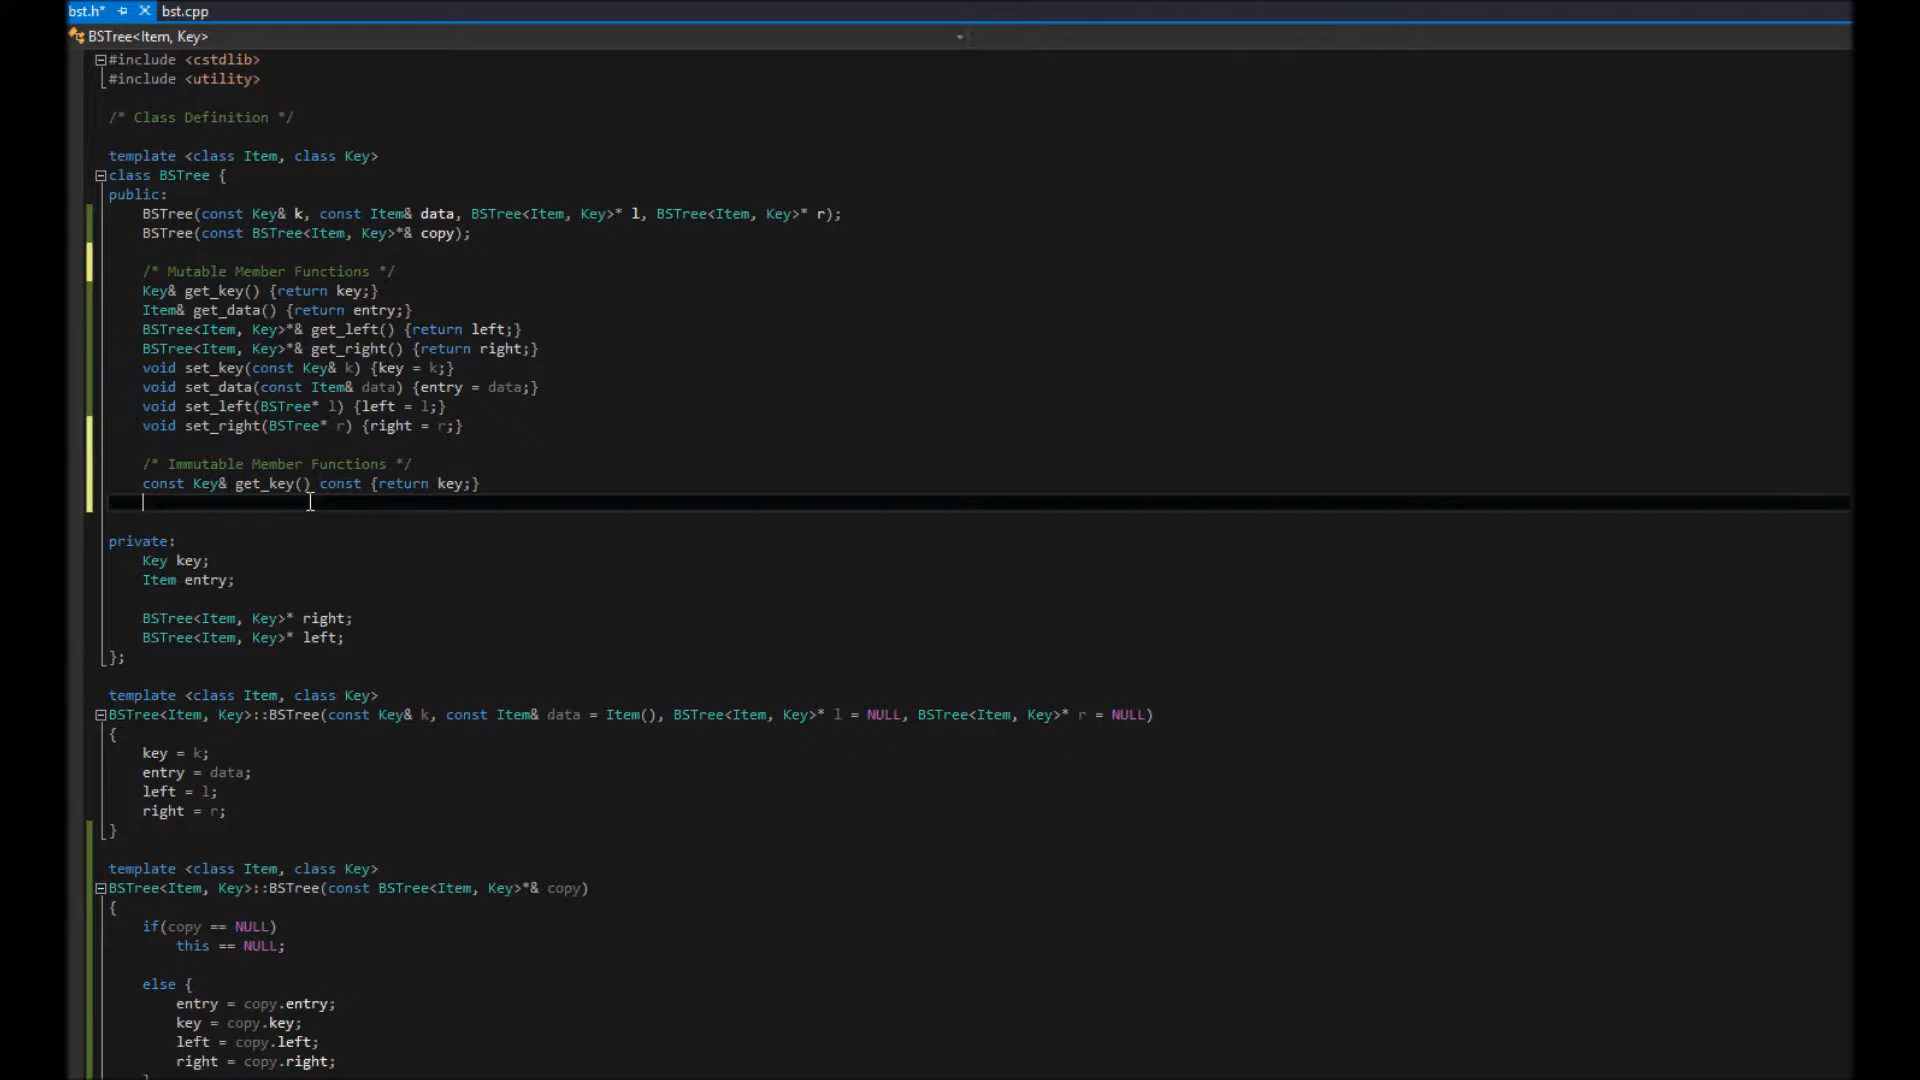 bst.h* bst.cpp
BSTree<Item, Key>
#include <cstdlib>
#include <utility>
/* Class Definition */
template <class Item, class Key>
class BSTree {
public:
BSTree(const Key& k, const Item& data, BSTree<Item, Key>* l, BSTree<Item, Key>* r);
BSTree(const BSTree<Item, Key>*& copy);
/* Mutable Member Functions */
Key& get_key() {return key;}
Item& get_data() {return entry;}
BSTree<Item, Key>*& get_left() {return left;}
BSTree<Item, Key>*& get_right() {return right;}
void set_key(const Key& k) {key = k;}
void set_data(const Item& data) {entry = data;}
void set_left(BSTree* l) {left = l;}
void set_right(BSTree* r) {right = r;}
/* Immutable Member Functions */
const Key& get_key() const {return key;}
private:
Key key;
Item entry;
BSTree<Item, Key>* right;
BSTree<Item, Key>* left;
};
template <class Item, class Key>
BSTree<Item, Key>::BSTree(const Key& k, const Item& data = Item(), BSTree<Item, Key>* l = NULL, BSTree<Item, Key>* r = NULL)
{
key = k;
entry = data;
left = l;
right = r;
}
template <class Item, class Key>
BSTree<Item, Key>::BSTree(const BSTree<Item, Key>*& copy)
{
if(copy == NULL)
this == NULL;
else {
entry = copy.entry;
key = copy.key;
left = copy.left;
right = copy.right;